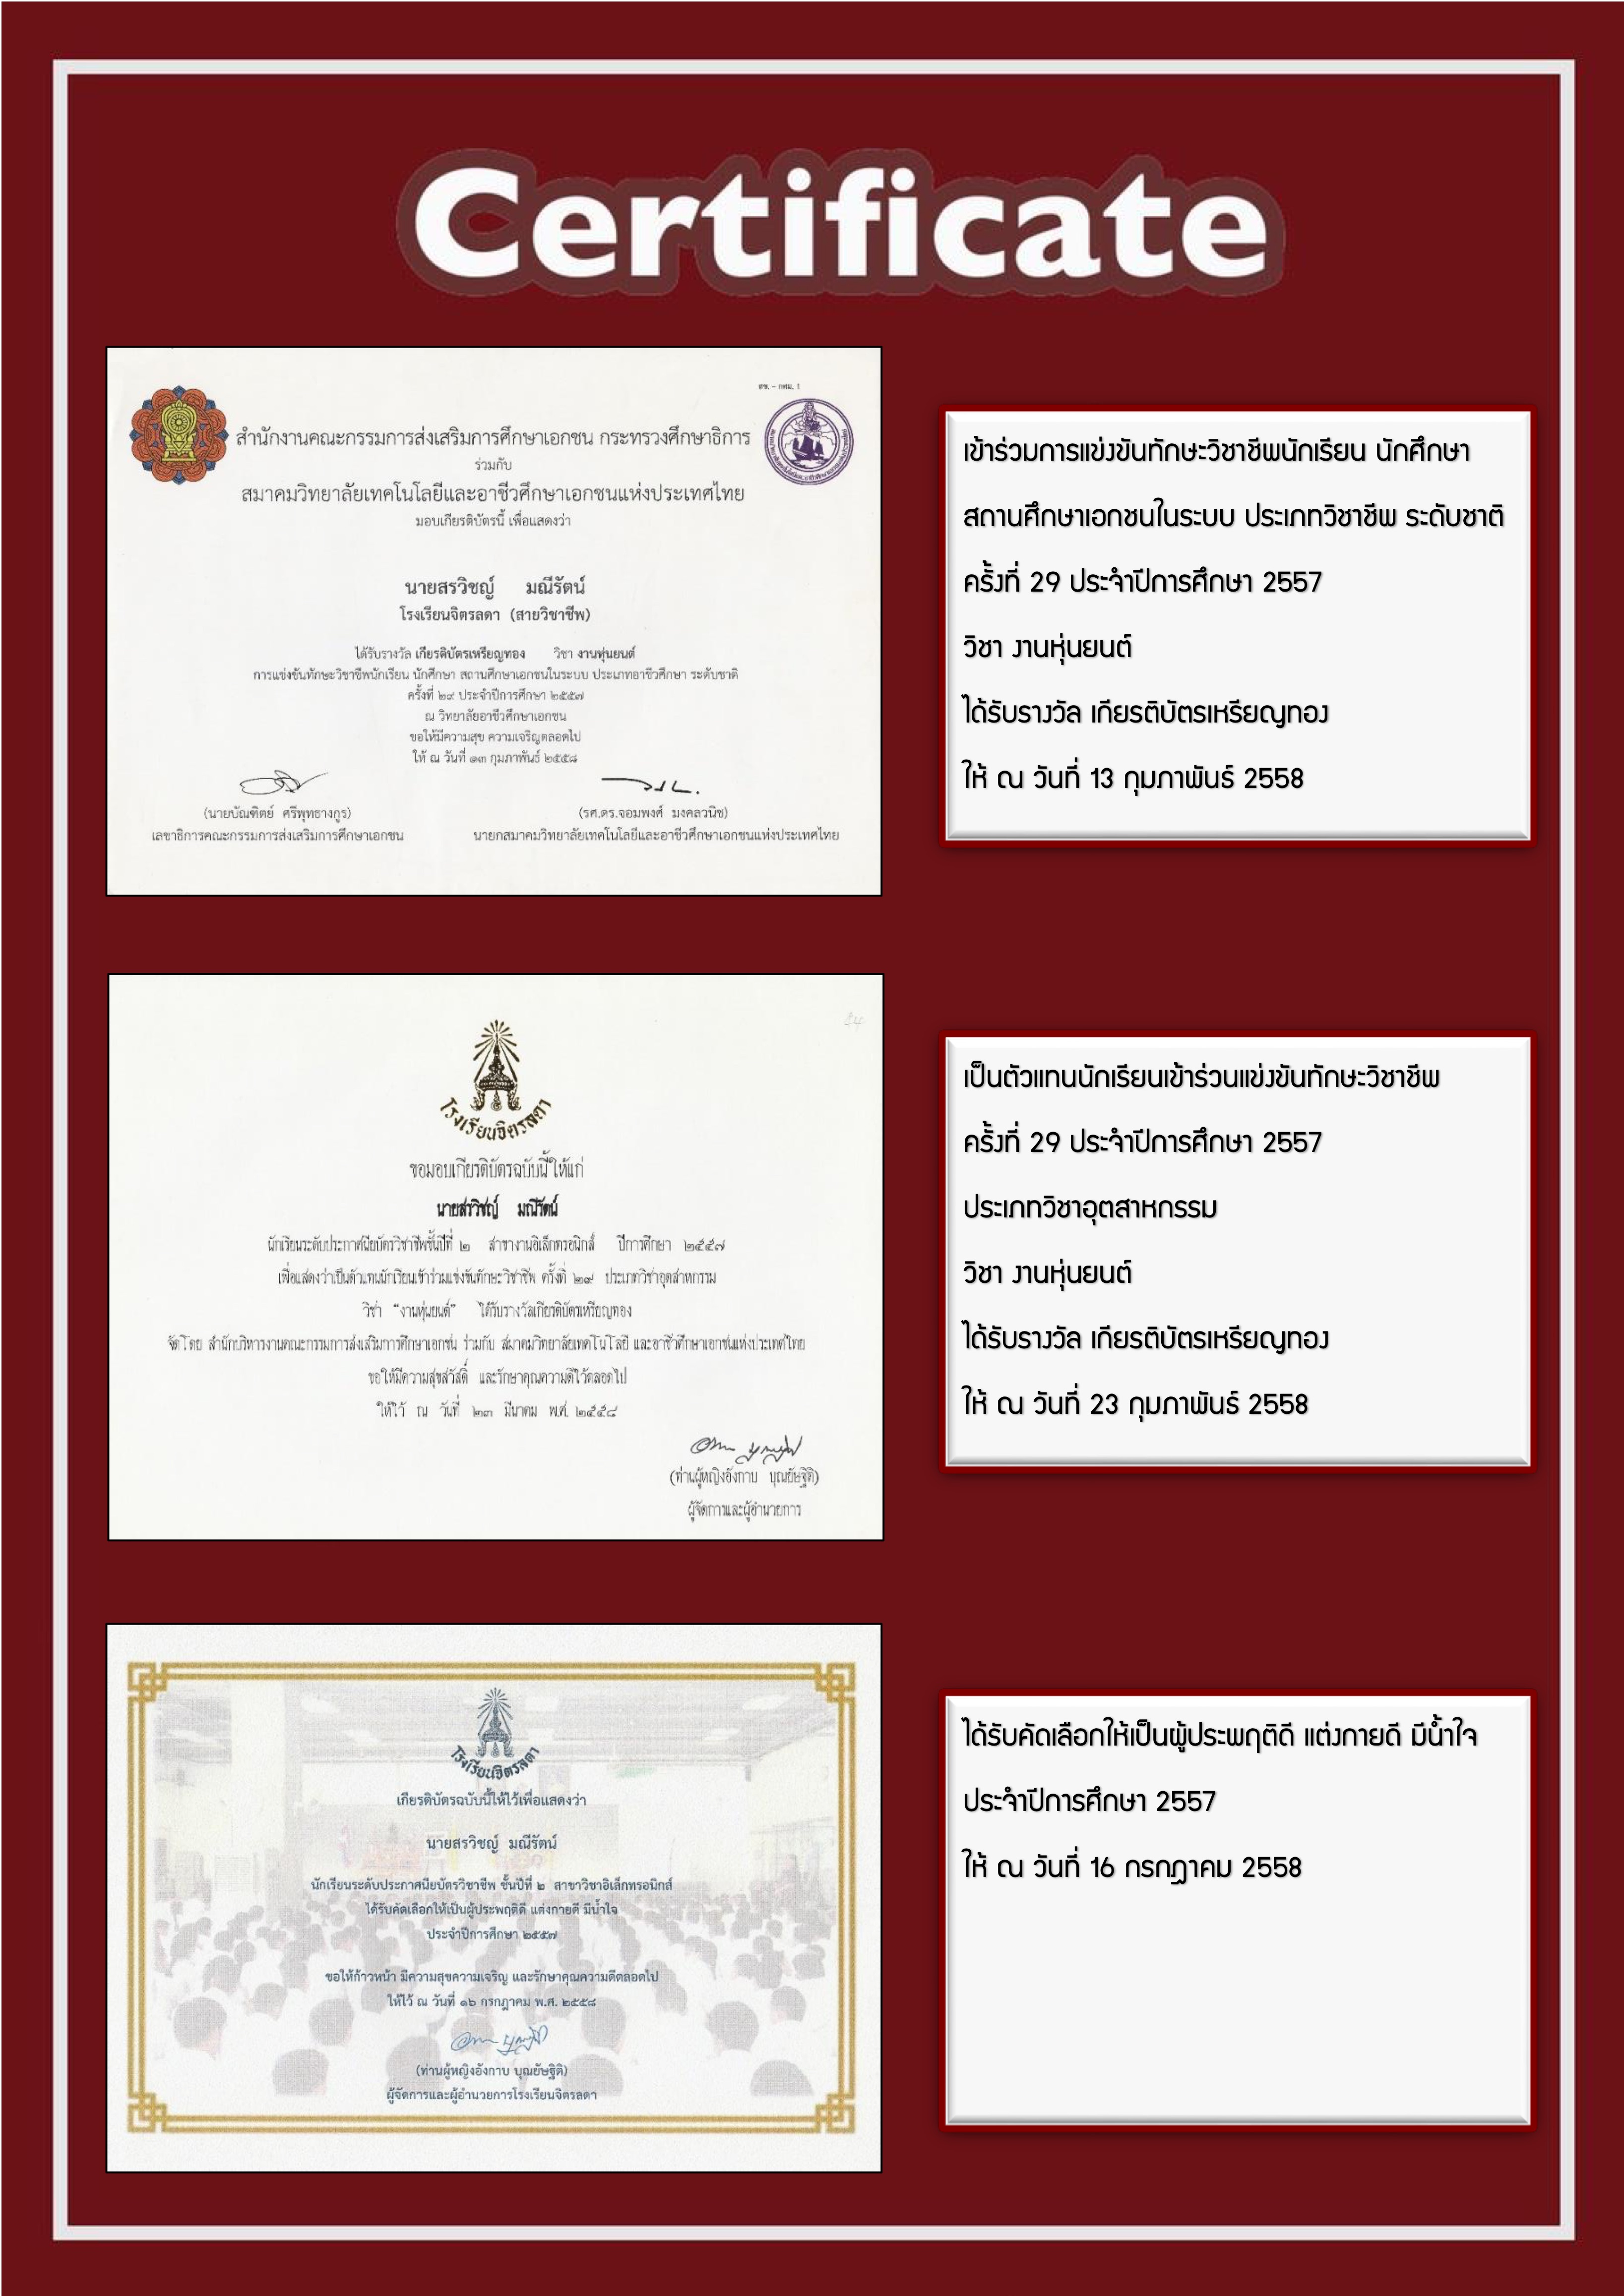 Certificate
ศช. - กทม. 1
สำนักงานคณะกรรมการส่งเสริมการศึกษาเอกชน กระทรวงศึกษาธิการ
ร่วมกับ
สมาคมวิทยาลัยเทคโนโลยีและอาชีวศึกษาเอกชนแห่งประเทศไทย
มอบเกียรติบัตรนี้ เพื่อแสดงว่า
นายสรวิชญ์ มณีรัตน์
โรงเรียนจิตรลดา (สายวิชาชีพ)
ได้รับรางวัล เกียรติบัตรเหรียญทอง วิชา งานหุ่นยนต์
การแข่งขันทักษะวิชาชีพนักเรียน นักศึกษา สถานศึกษาเอกชนในระบบ ประเภทอาชีวศึกษา ระดับชาติ
ครั้งที่ ๒๙ ประจำปีการศึกษา ๒๕๕๗
ณ วิทยาลัยอาชีวศึกษาเอกชน
ขอให้มีความสุข ความเจริญตลอดไป
ให้ ณ วันที่ ๑๓ กุมภาพันธ์ ๒๕๕๘
(นายบัณฑิตย์ ศรีพุทธางกูร) (รศ.ดร.จอมพงศ์ มงคลวนิช)
เลขาธิการคณะกรรมการส่งเสริมการศึกษาเอกชน นายกสมาคมวิทยาลัยเทคโนโลยีและอาชีวศึกษาเอกชนแห่งประเทศไทย
เข้าร่วมการแข่งขันทักษะวิชาชีพนักเรียน นักศึกษา
สถานศึกษาเอกชนในระบบ ประเภทวิชาชีพ ระดับชาติ
ครั้งที่ 29 ประจำปีการศึกษา 2557
วิชา งานหุ่นยนต์
ได้รับรางวัล เกียรติบัตรเหรียญทอง
ให้ ณ วันที่ 13 กุมภาพันธ์ 2558
โรงเรียนจิตรลดา
ขอมอบเกียรติบัตรฉบับนี้ให้แก่
นายสรวิชญ์ มณีรัตน์
นักเรียนระดับประกาศนียบัตรวิชาชีพชั้นปีที่ ๒ สาขางานอิเล็กทรอนิกส์ ปีการศึกษา ๒๕๕๗
เพื่อแสดงว่าเป็นตัวแทนนักเรียนเข้าร่วมแข่งขันทักษะวิชาชีพ ครั้งที่ ๒๙ ประเภทวิชาอุตสาหกรรม
วิชา "งานหุ่นยนต์" ได้รับรางวัลเกียรติบัตรเหรียญทอง
จัดโดย สำนักบริหารงานคณะกรรมการส่งเสริมการศึกษาเอกชน ร่วมกับ สมาคมวิทยาลัยเทคโนโลยี และอาชีวศึกษาเอกชนแห่งประเทศไทย
ขอให้มีความสุขสวัสดิ์ และรักษาคุณความดีไว้ตลอดไป
ให้ไว้ ณ วันที่ ๒๓ มีนาคม พ.ศ. ๒๕๕๘
(ท่านผู้หญิงอังกาบ บุณยัษฐิติ)
ผู้จัดการและผู้อำนวยการ
เป็นตัวแทนนักเรียนเข้าร่วนแข่งขันทักษะวิชาชีพ
ครั้งที่ 29 ประจำปีการศึกษา 2557
ประเภทวิชาอุตสาหกรรม
วิชา งานหุ่นยนต์
ได้รับรางวัล เกียรติบัตรเหรียญทอง
ให้ ณ วันที่ 23 กุมภาพันธ์ 2558
โรงเรียนจิตรลดา
เกียรติบัตรฉบับนี้ให้ไว้เพื่อแสดงว่า
นายสรวิชญ์ มณีรัตน์
นักเรียนระดับประกาศนียบัตรวิชาชีพ ชั้นปีที่ ๒ สาขาวิชาอิเล็กทรอนิกส์
ได้รับคัดเลือกให้เป็นผู้ประพฤติดี แต่งกายดี มีน้ำใจ
ประจำปีการศึกษา ๒๕๕๗
ขอให้ก้าวหน้า มีความสุขความเจริญ และรักษาคุณความดีตลอดไป
ให้ไว้ ณ วันที่ ๑๖ กรกฎาคม พ.ศ. ๒๕๕๘
(ท่านผู้หญิงอังกาบ บุณยัษฐิติ)
ผู้จัดการและผู้อำนวยการโรงเรียนจิตรลดา
ได้รับคัดเลือกให้เป็นผู้ประพฤติดี แต่งกายดี มีน้ำใจ
ประจำปีการศึกษา 2557
ให้ ณ วันที่ 16 กรกฎาคม 2558